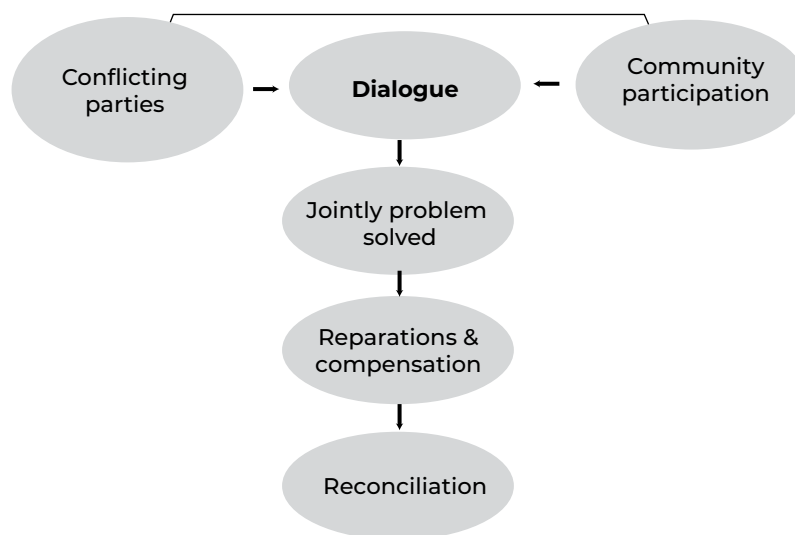 Conflicting
parties
Dialogue
Community
participation
Jointly problem
solved
Reparations &
compensation
Reconciliation